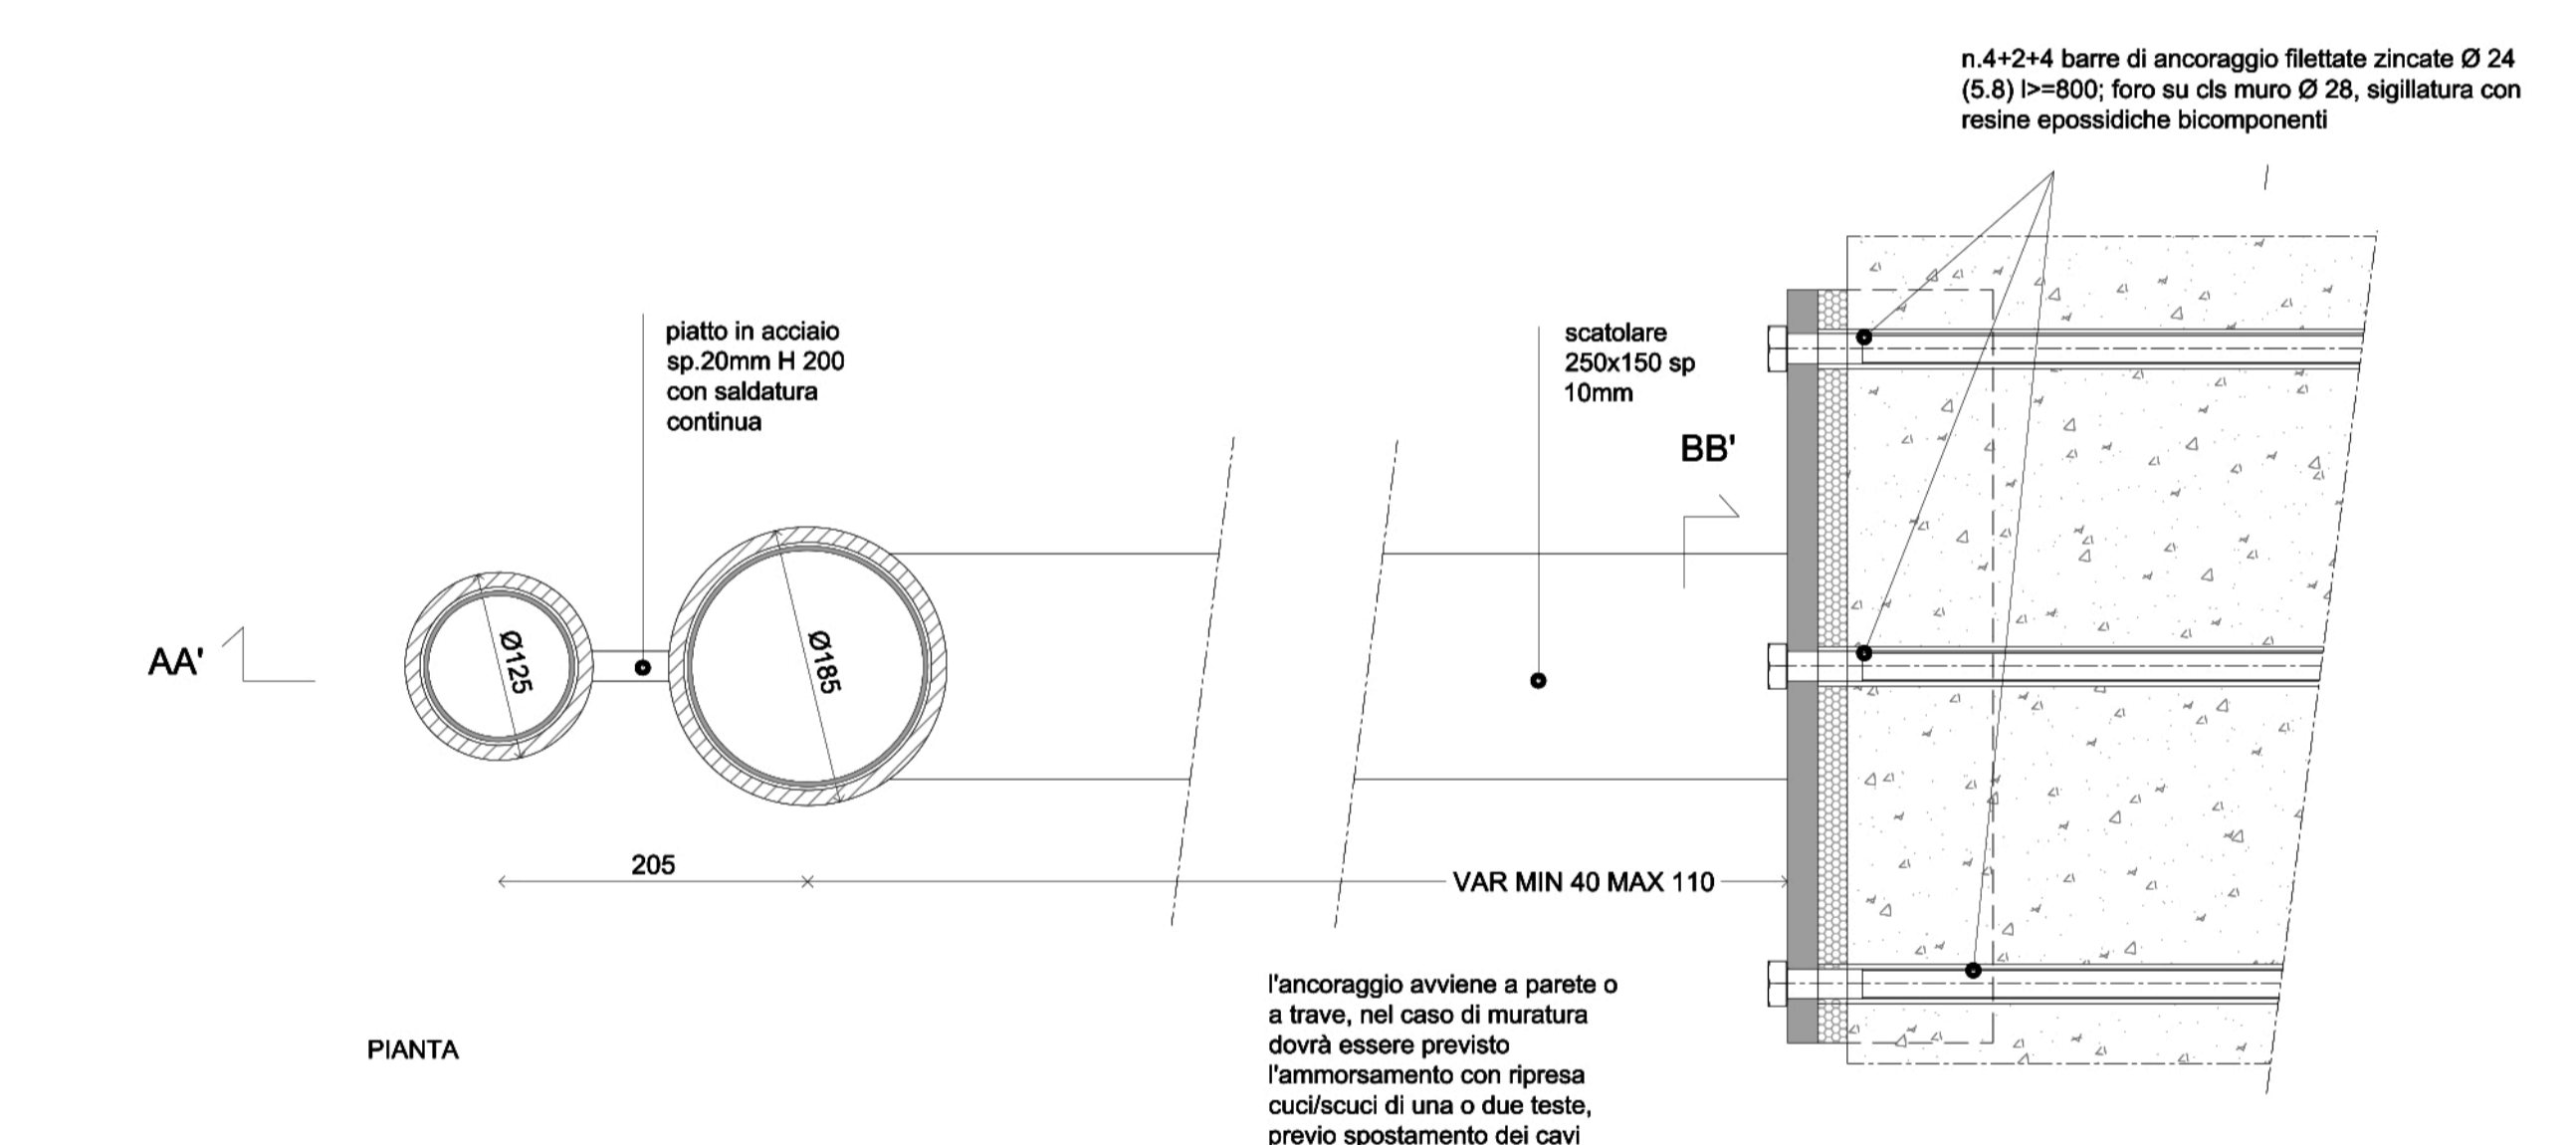 n.4+2+4 barre di ancoraggio filettate zincate Ø 24
(5.8) l>=800; foro su cls muro Ø 28, sigillatura con
resine epossidiche bicomponenti
piatto in acciaio
sp.20mm H 200
con saldatura
continua
scatolare
250x150 sp
10mm
BB'
AA'
Ø125
Ø185
205
VAR MIN 40 MAX 110
PIANTA
l'ancoraggio avviene a parete o
a trave, nel caso di muratura
dovrà essere previsto
l'ammorsamento con ripresa
cuci/scuci di una o due teste,
previo spostamento dei cavi